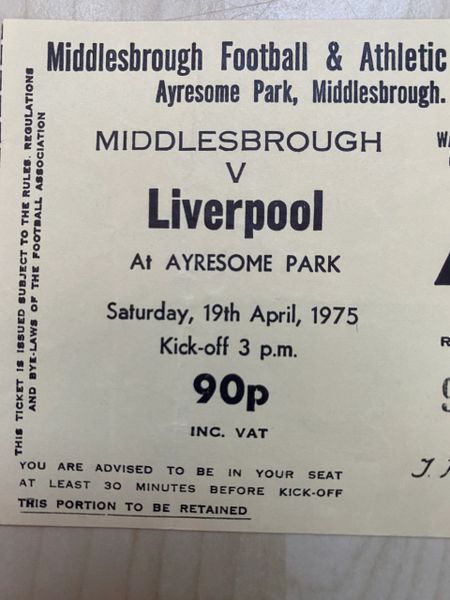 Middlesbrough Football & Athletic
Ayresome Park, Middlesbrough.
MIDDLESBROUGH
V
Liverpool
At AYRESOME PARK
Saturday, 19th April, 1975
Kick-off 3 p.m.
90p
INC. VAT
YOU ARE ADVISED TO BE IN YOUR SEAT
AT LEAST 30 MINUTES BEFORE KICK-OFF
THIS PORTION TO BE RETAINED
THIS TICKET IS ISSUED SUBJECT TO THE RULES, REGULATIONS
AND BYE-LAWS OF THE FOOTBALL ASSOCIATION